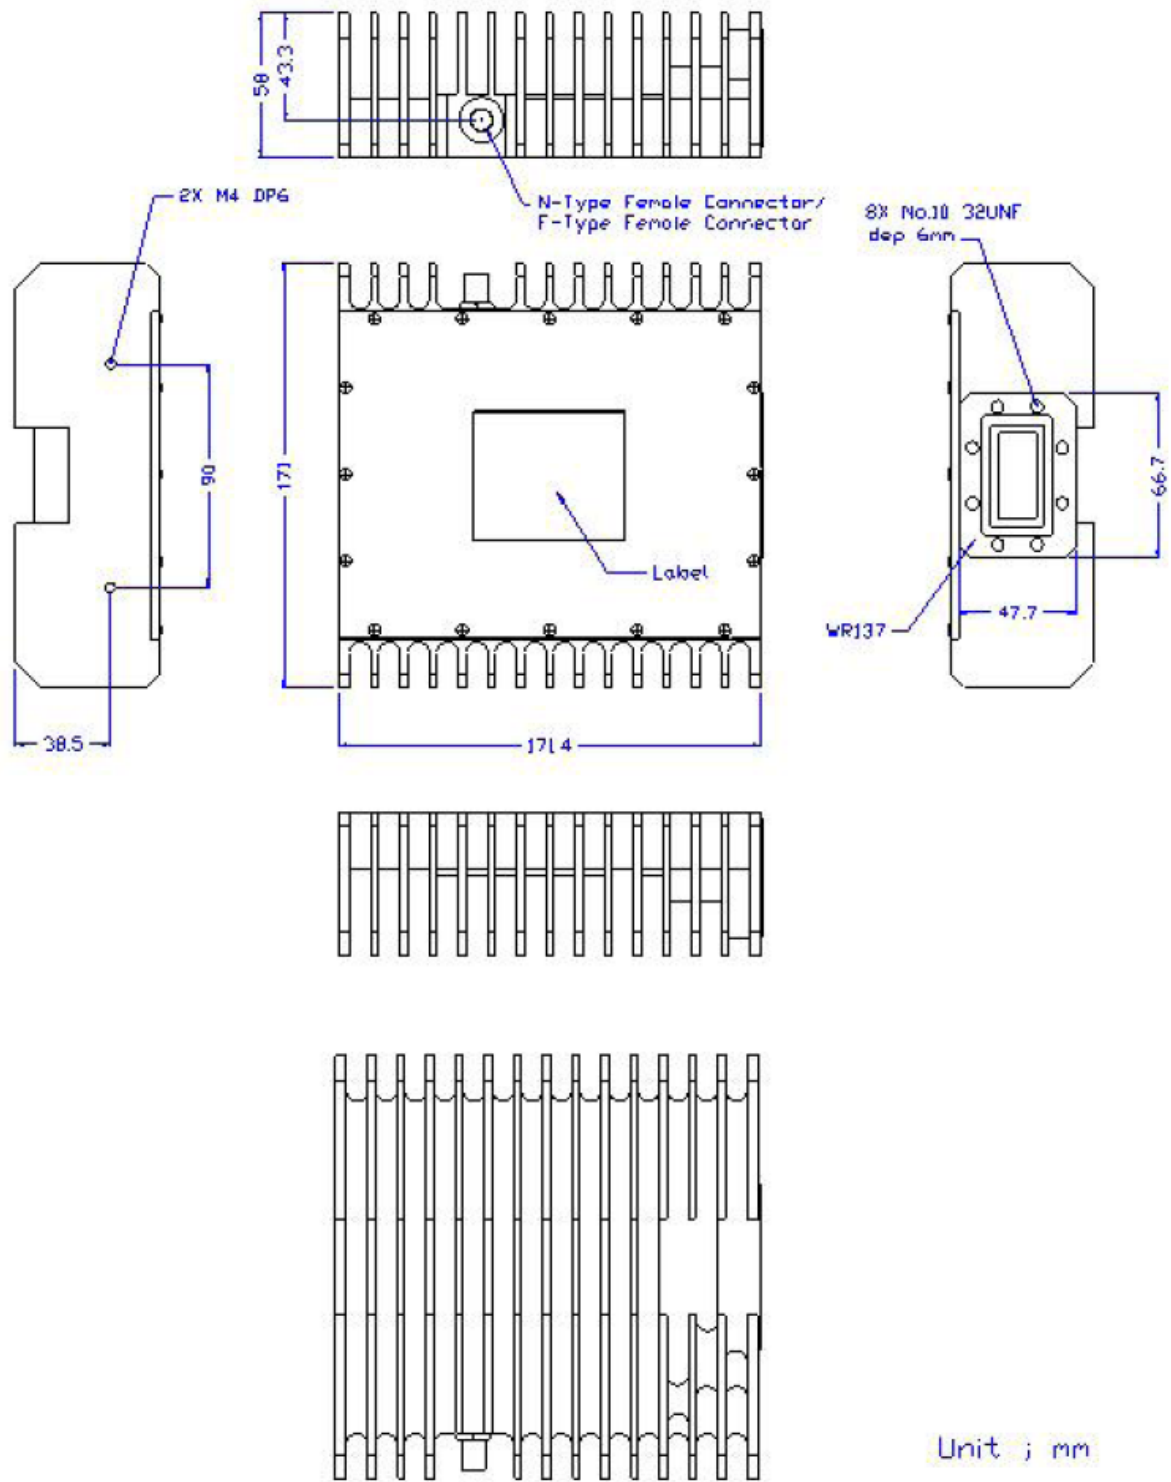 58
43.3
2X M4 DP6
N-Type Female Connector/
F-Type Female Connector
8X No.10 32UNF
dep 6mm
90
171
66.7
Label
47.7
WR137
38.5
171.4
Unit ; mm